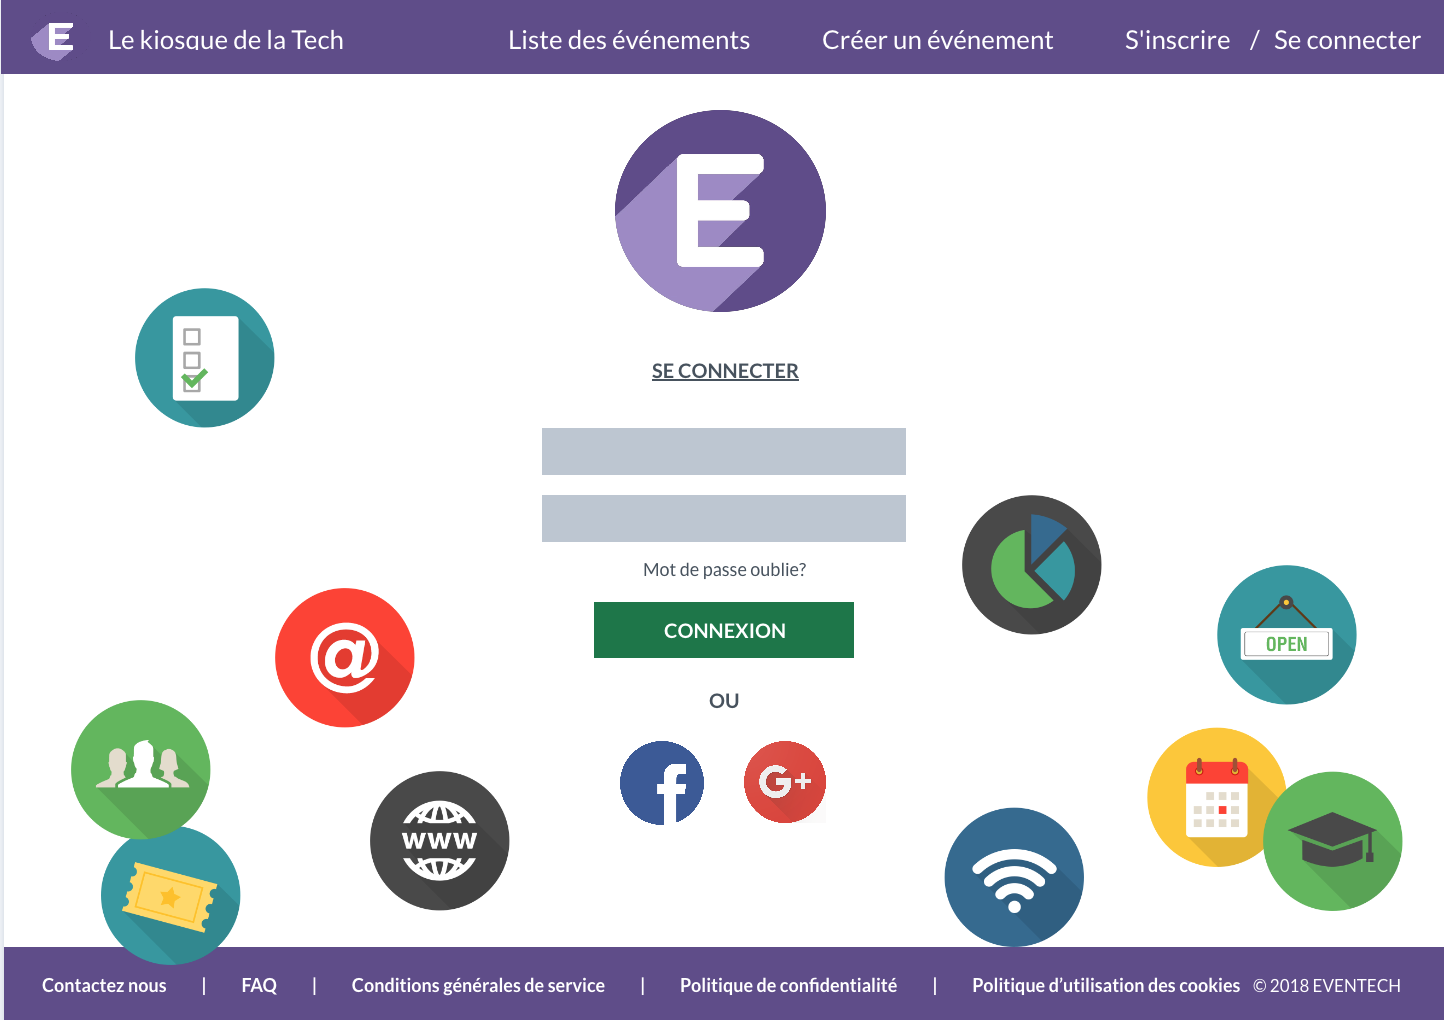 E Le kiosque de la Tech Liste des événements Créer un événement S'inscrire / Se connecter
E
SE CONNECTER
Mot de passe oublie?
CONNEXION
OPEN
@
OU
G+
www
Contactez nous | FAQ | Conditions générales de service | Politique de confidentialité | Politique d’utilisation des cookies © 2018 EVENTECH